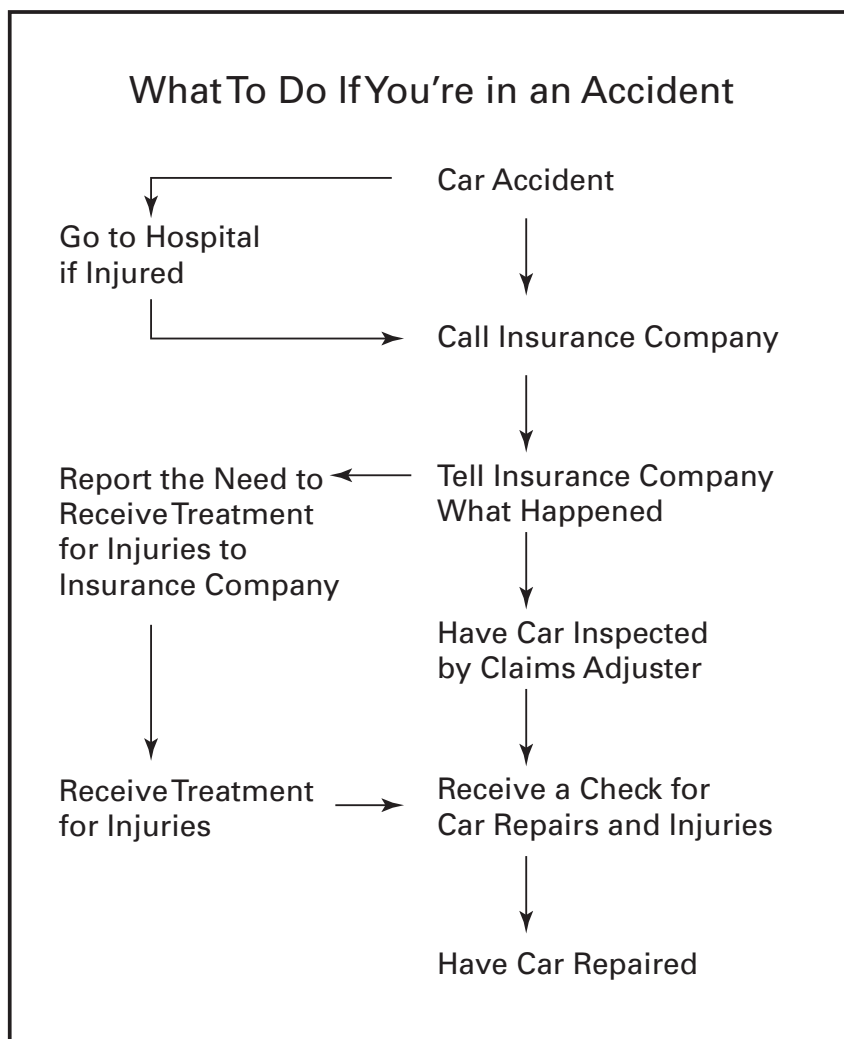 What To Do If You're in an Accident
Car Accident
Go to Hospital
if Injured
Call Insurance Company
Tell Insurance Company
What Happened
Report the Need to
Receive Treatment
for Injuries to
Insurance Company
Have Car Inspected
by Claims Adjuster
Receive Treatment
for Injuries
Receive a Check for
Car Repairs and Injuries
Have Car Repaired